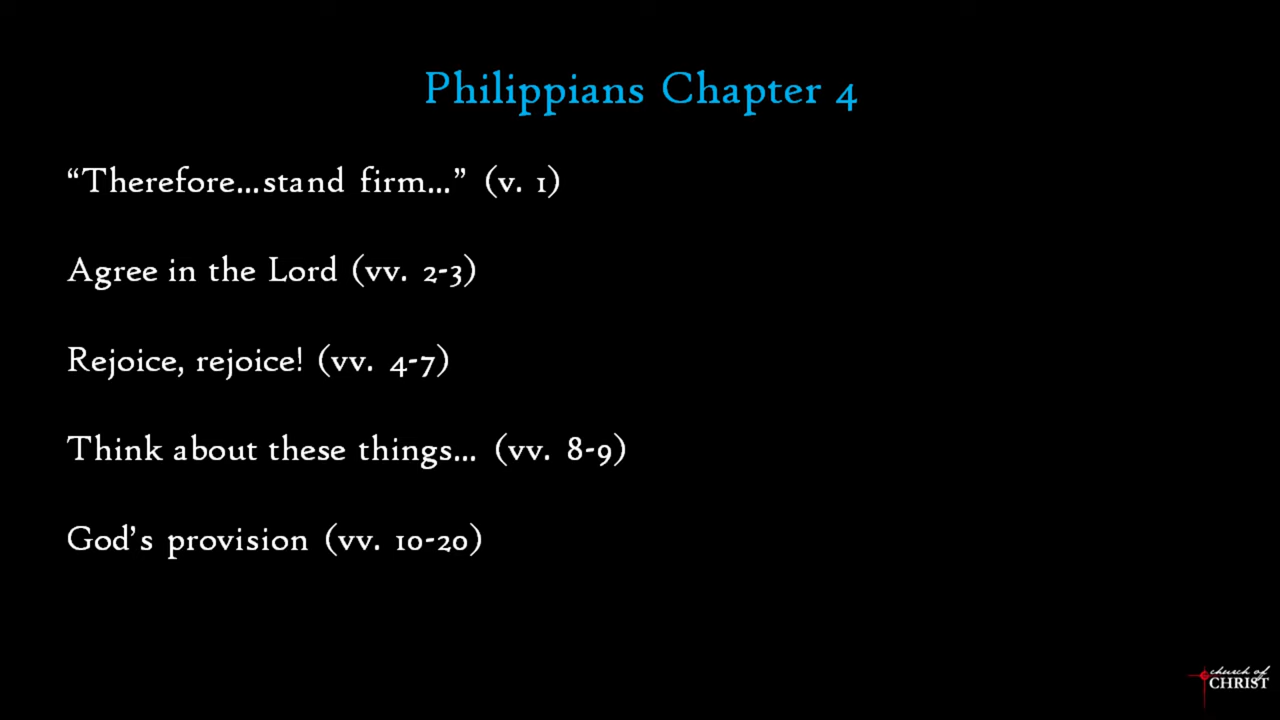 Philippians Chapter 4
“Therefore...stand firm...” (v. 1)
Agree in the Lord (vv. 2-3)
Rejoice, rejoice! (vv. 4-7)
Think about these things... (vv. 8-9)
God’s provision (vv. 10-20)
church of
CHRIST